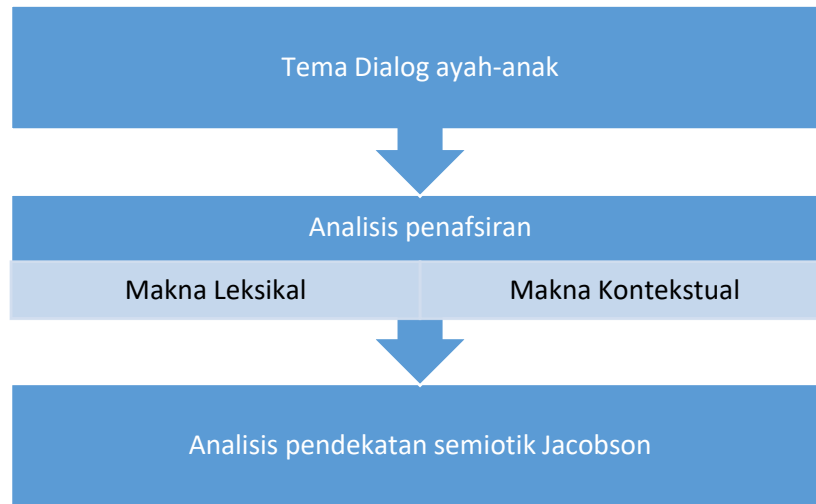 Tema Dialog ayah-anak
Analisis penafsiran
Makna Leksikal
Makna Kontekstual
Analisis pendekatan semiotik Jacobson